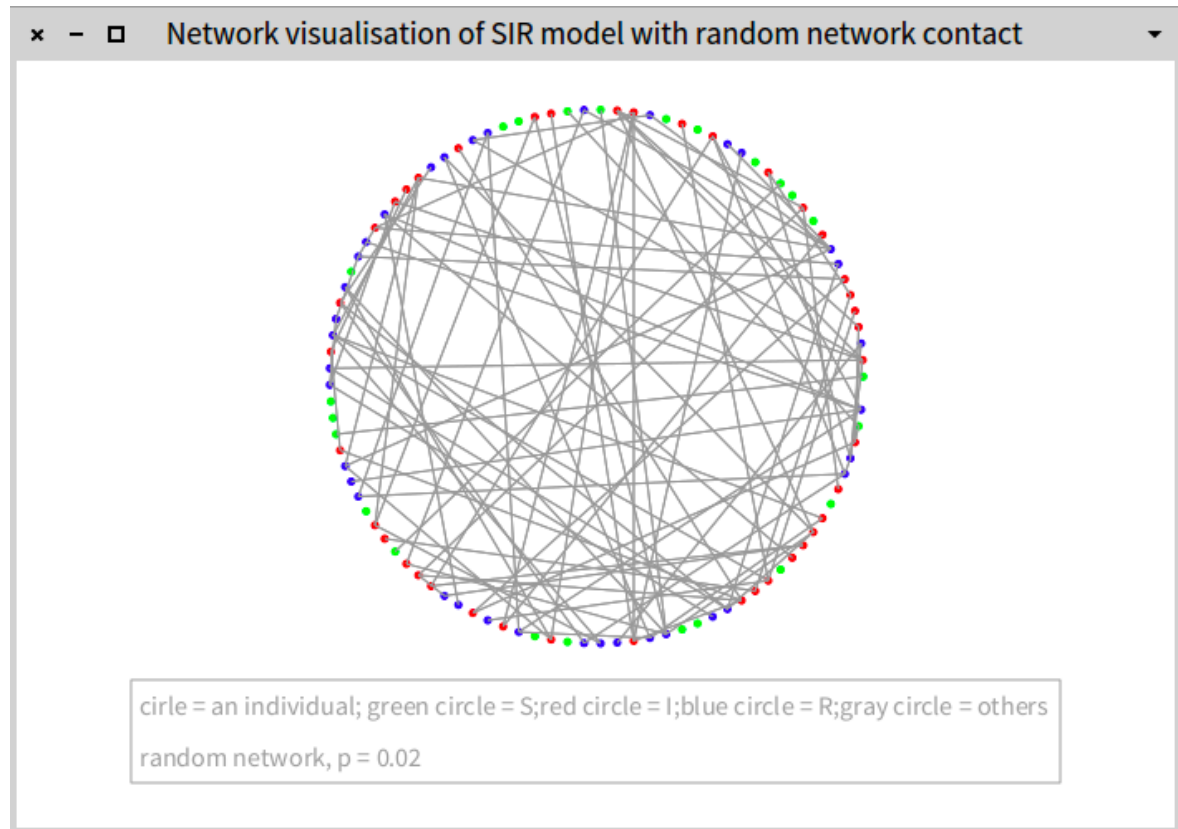 Network visualisation of SIR model with random network contact
cirle = an individual; green circle = S;red circle = I;blue circle = R;gray circle = others
random network, p = 0.02